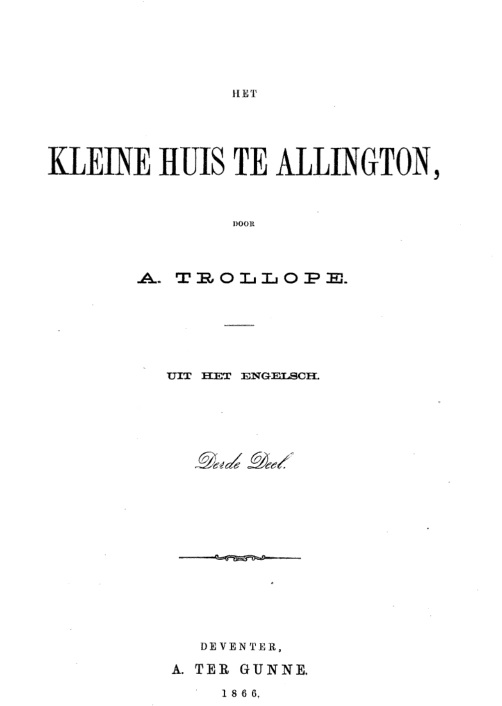 HET
KLEINE HUIS TE ALLINGTON,
DOOR
A. TROLLOPE.
UIT HET ENGELSCH.
Derde Deel.
DEVENTER,
A. TER GUNNE.
1866.